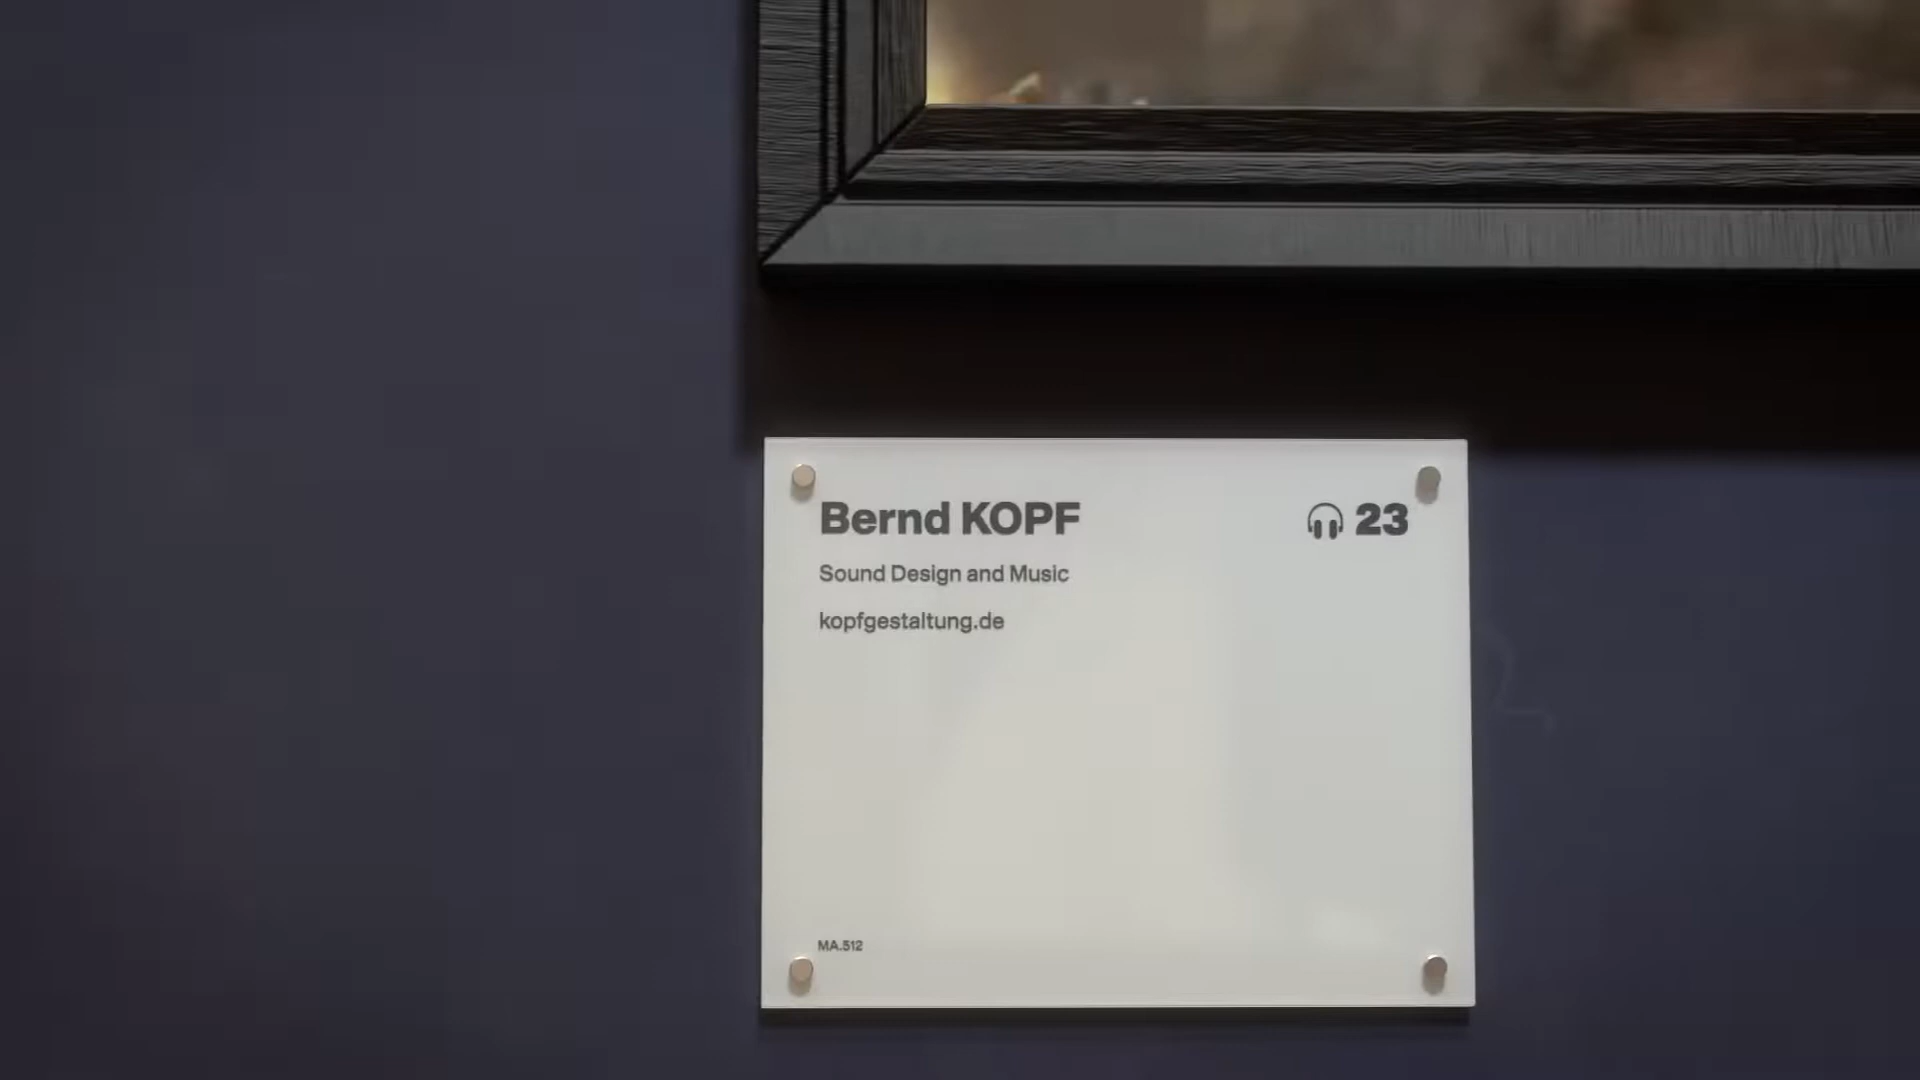 Bernd KOPF
23
Sound Design and Music
kopfgestaltung.de
MA.512